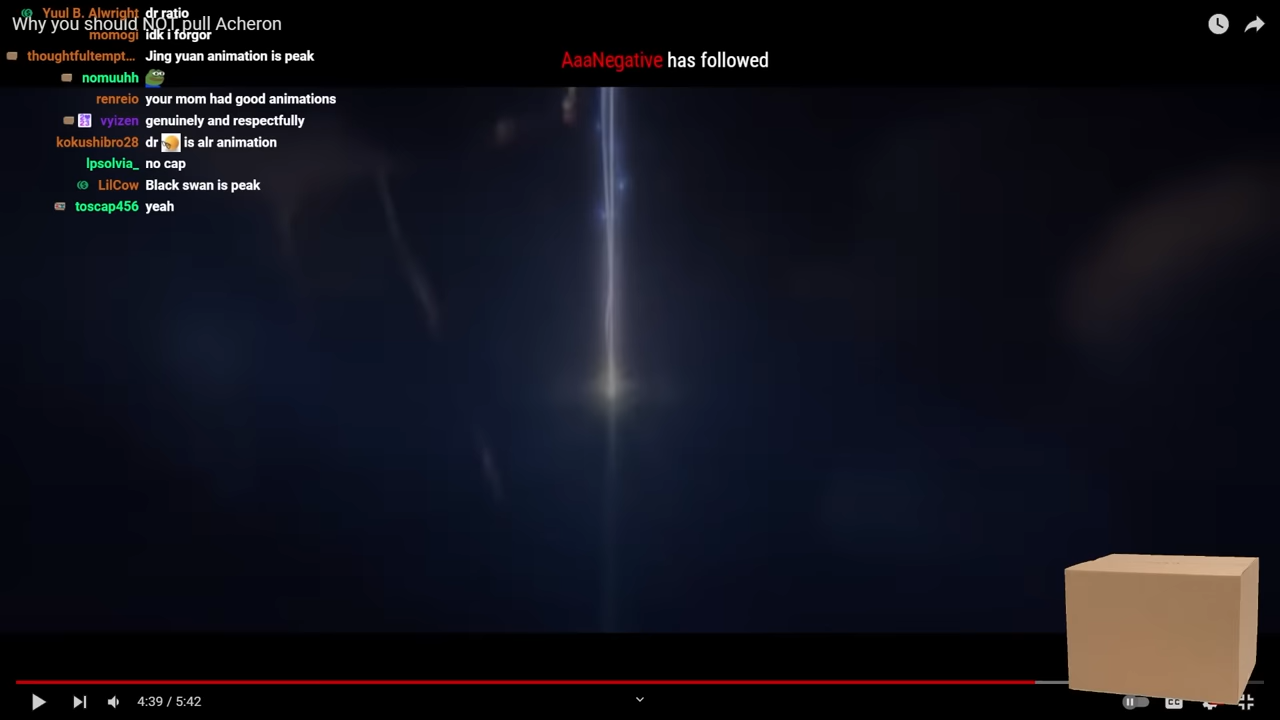 Yuul B. Alwright dr ratio
Why you should NOT pull Acheron
momogi idk i forgor
AaaNegative has followed
thoughtfultempt... Jing yuan animation is peak
nomuuhh
renreio your mom had good animations
vyizen genuinely and respectfully
kokushibro28 dr is alr animation
lpsolvia_ no cap
LilCow Black swan is peak
toscap456 yeah
4:39 / 5:42
CC